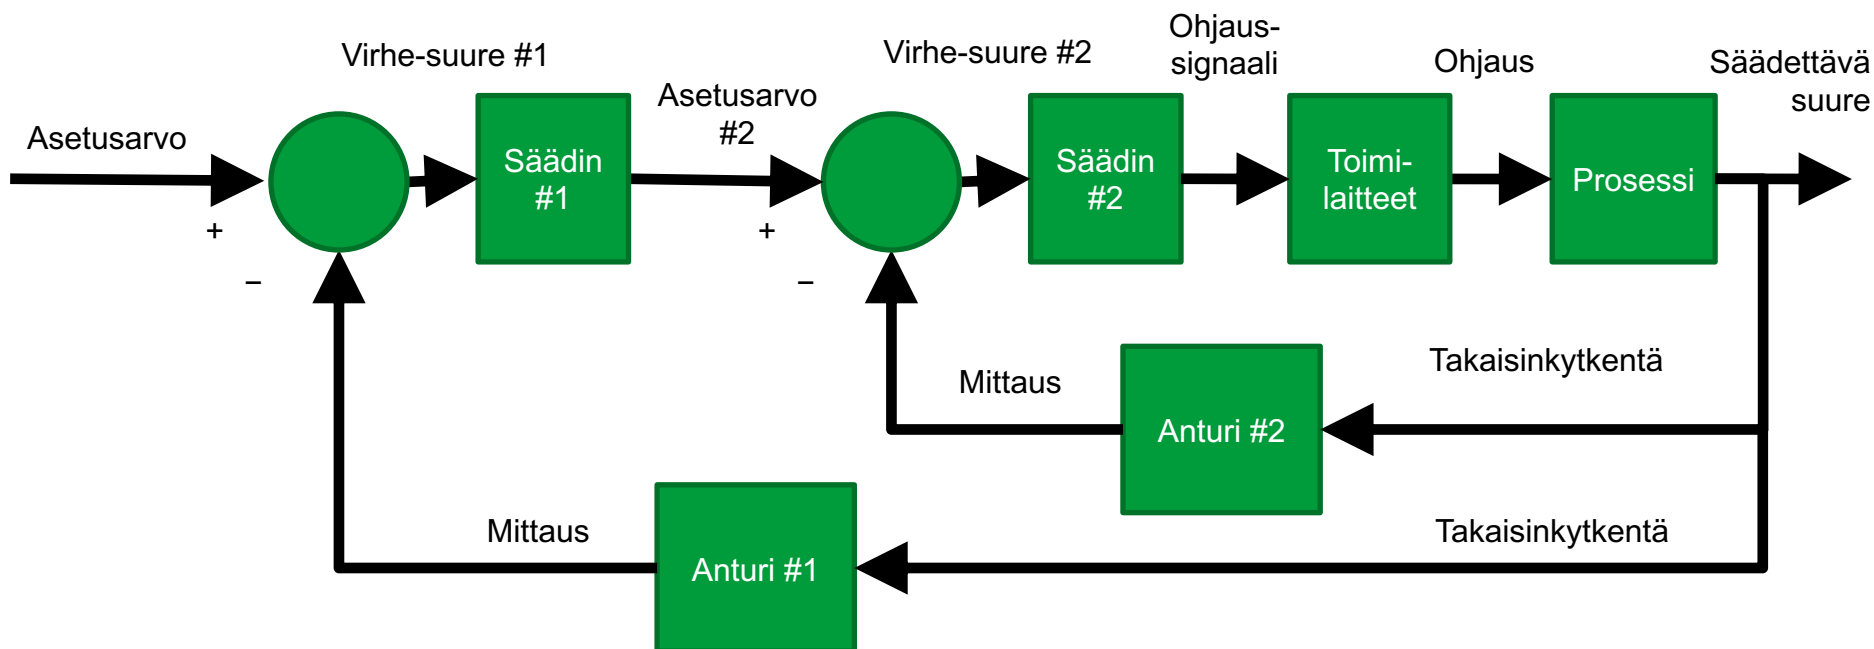 Virhe-suure #1
Virhe-suure #2
Ohjaus-
signaali
Ohjaus
Säädettävä
suure
Asetusarvo
Asetusarvo
#2
Säädin
#1
Säädin
#2
Toimi-
laitteet
Prosessi
+
−
+
−
Mittaus
Anturi #2
Takaisinkytkentä
Mittaus
Anturi #1
Takaisinkytkentä